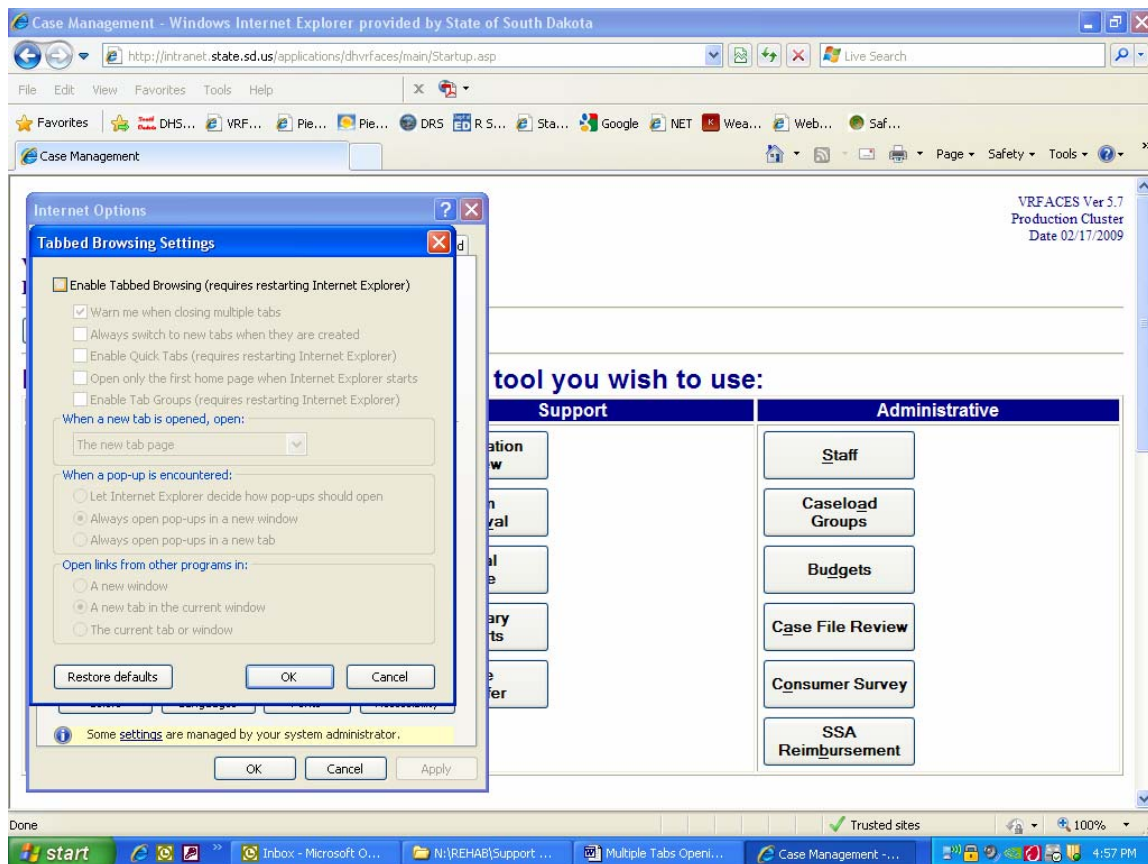 Case Management - Windows Internet Explorer provided by State of South Dakota
http://intranet.state.sd.us/applications/dhvrfaces/main/Startup.asp
Live Search
File Edit View Favorites Tools Help
Favorites DHS... VRF... Pie... Pie... DRS R S... Sta... Google NET Wea... Web... Saf...
Case Management
Page Safety Tools
VRFACES Ver 5.7
Production Cluster
Date 02/17/2009
Internet Options
Tabbed Browsing Settings
d
Enable Tabbed Browsing (requires restarting Internet Explorer)
Warn me when closing multiple tabs
Always switch to new tabs when they are created
Enable Quick Tabs (requires restarting Internet Explorer)
Open only the first home page when Internet Explorer starts
Enable Tab Groups (requires restarting Internet Explorer)
When a new tab is opened, open:
The new tab page
When a pop-up is encountered:
Let Internet Explorer decide how pop-ups should open
Always open pop-ups in a new window
Always open pop-ups in a new tab
Open links from other programs in:
A new window
A new tab in the current window
The current tab or window
Restore defaults OK Cancel
Some settings are managed by your system administrator.
OK Cancel Apply
tool you wish to use:
Support
Administrative
Staff
Caseload
Groups
Budgets
Case File Review
Consumer Survey
SSA
Reimbursement
Done
Trusted sites
100%
start
Inbox - Microsoft O...
N:\REHAB\Support ...
Multiple Tabs Openi...
Case Management -...
4:57 PM